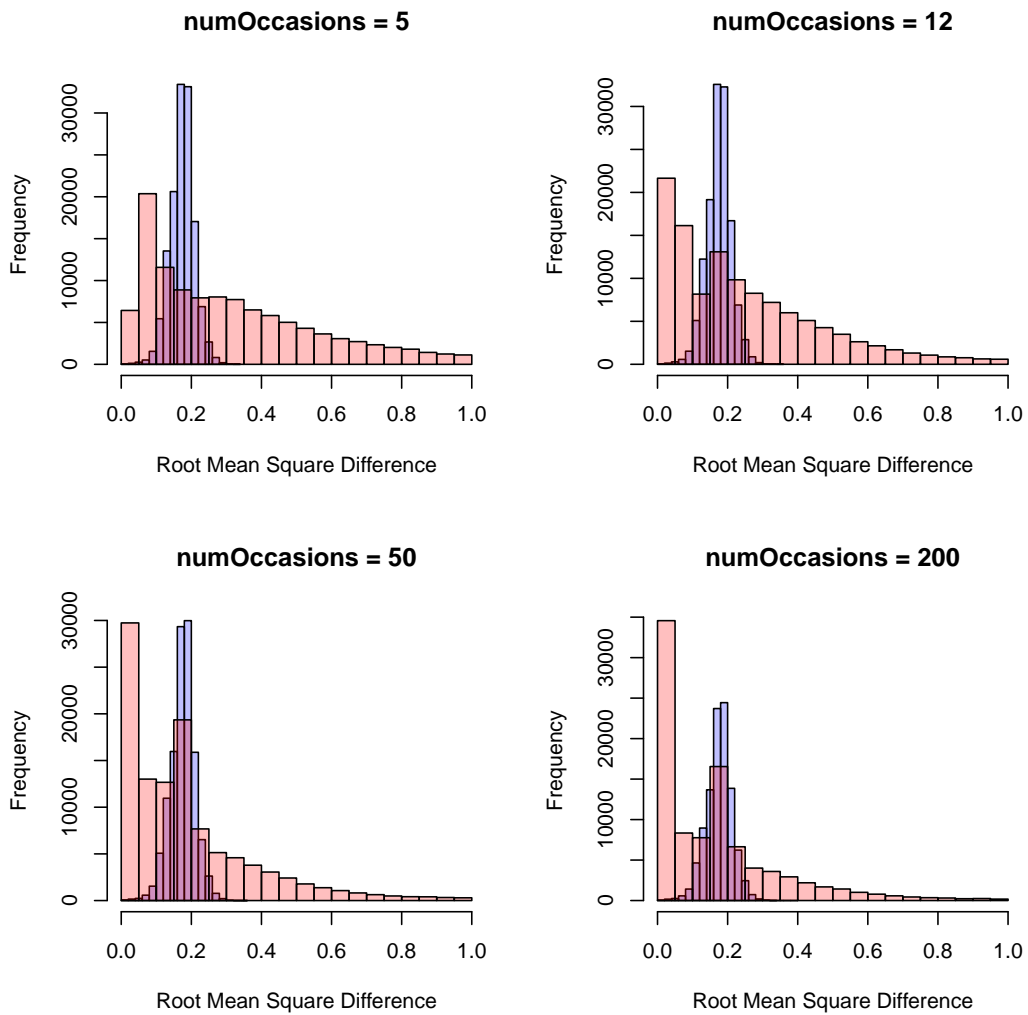 numOccasions = 5
Frequency
30000
20000
10000
0
0.0 0.2 0.4 0.6 0.8 1.0
Root Mean Square Difference
numOccasions = 12
Frequency
30000
20000
10000
0
0.0 0.2 0.4 0.6 0.8 1.0
Root Mean Square Difference
numOccasions = 50
Frequency
30000
20000
10000
0
0.0 0.2 0.4 0.6 0.8 1.0
Root Mean Square Difference
numOccasions = 200
Frequency
30000
20000
10000
0
0.0 0.2 0.4 0.6 0.8 1.0
Root Mean Square Difference